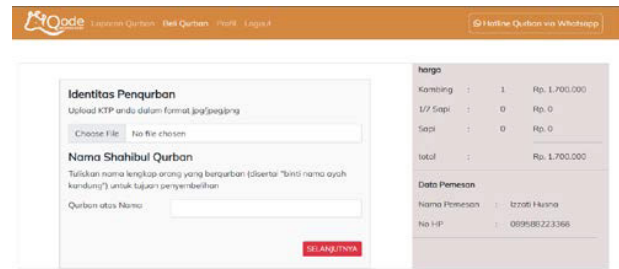 Qode Laporan Qurban Beli Qurban Profil Logout Hotline Qurban via Whatsapp
Identitas Pengurban
Upload KTP anda dalam format jpg/jpeg/png
Choose File No file chosen
Nama Shahibul Qurban
Tuliskan nama lengkap orang yang berqurban (disertai "binti nama ayah
kandung") untuk tujuan penyembelihan
Qurban atas Nama
SELANJUTNYA
harga
Kambing : 1 Rp. 1.700.000
1/7 Sapi : 0 Rp. 0
Sapi : 0 Rp. 0
total : Rp. 1.700.000
Data Pemesan
Nama Pemesan : Izzati Husna
No HP : 089588223366